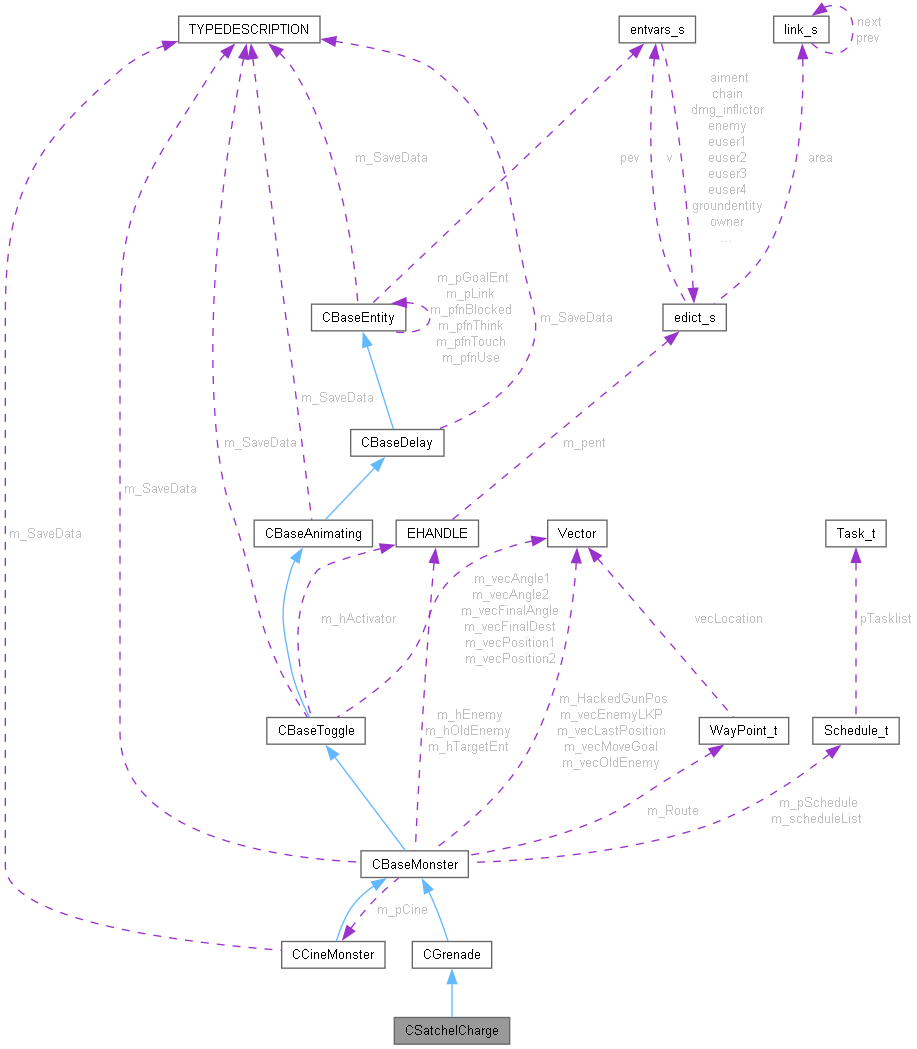 TYPEDESCRIPTION
entvars_s
link_s
next
prev
aiment
chain
dmg_inflictor
enemy
euser1
euser2
euser3
euser4
groundentity
owner
...
m_SaveData
pev
v
area
m_pGoalEnt
m_pLink
m_pfnBlocked
m_pfnThink
m_pfnTouch
m_pfnUse
CBaseEntity
edict_s
m_SaveData
m_SaveData
m_SaveData
CBaseDelay
m_pent
m_SaveData
m_SaveData
CBaseAnimating
EHANDLE
Vector
Task_t
m_hActivator
m_vecAngle1
m_vecAngle2
m_vecFinalAngle
m_vecFinalDest
m_vecPosition1
m_vecPosition2
vecLocation
pTasklist
CBaseToggle
m_hEnemy
m_hOldEnemy
m_hTargetEnt
m_HackedGunPos
m_vecEnemyLKP
m_vecLastPosition
m_vecMoveGoal
m_vecOldEnemy
WayPoint_t
Schedule_t
m_Route
m_pSchedule
m_scheduleList
CBaseMonster
m_pCine
CCineMonster
CGrenade
CSatchelCharge